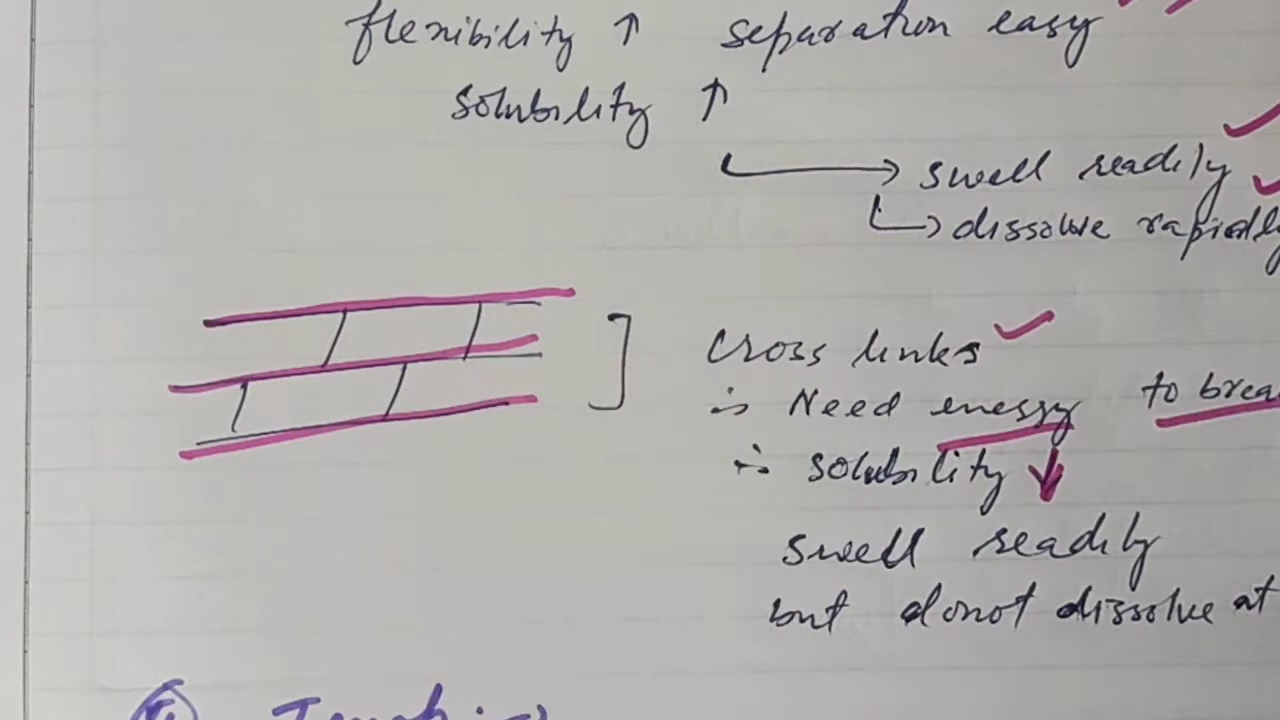 flexibility ↑ separation easy
solubility ↑
→ swell readily
→ dissolve rapidly
Cross links
∴ Need energy to brea
∴ solubility ↓
swell readily
but donot dissolve at